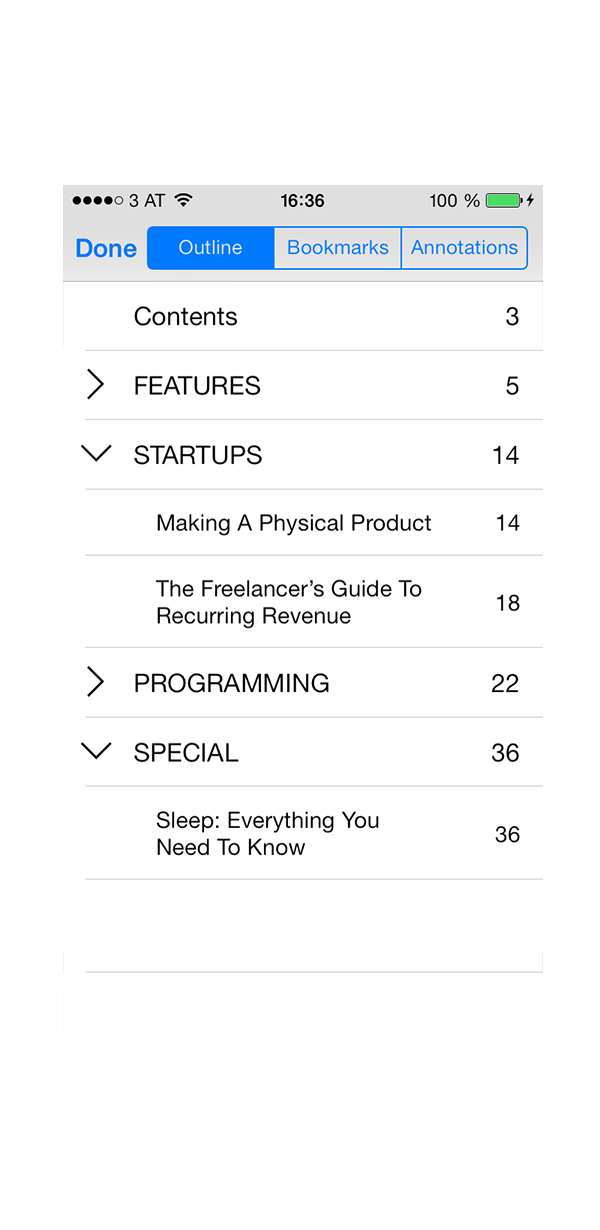 3 AT 16:36 100 %
Done Outline Bookmarks Annotations
Contents 3
FEATURES 5
STARTUPS 14
Making A Physical Product 14
The Freelancer’s Guide To
Recurring Revenue 18
PROGRAMMING 22
SPECIAL 36
Sleep: Everything You
Need To Know 36